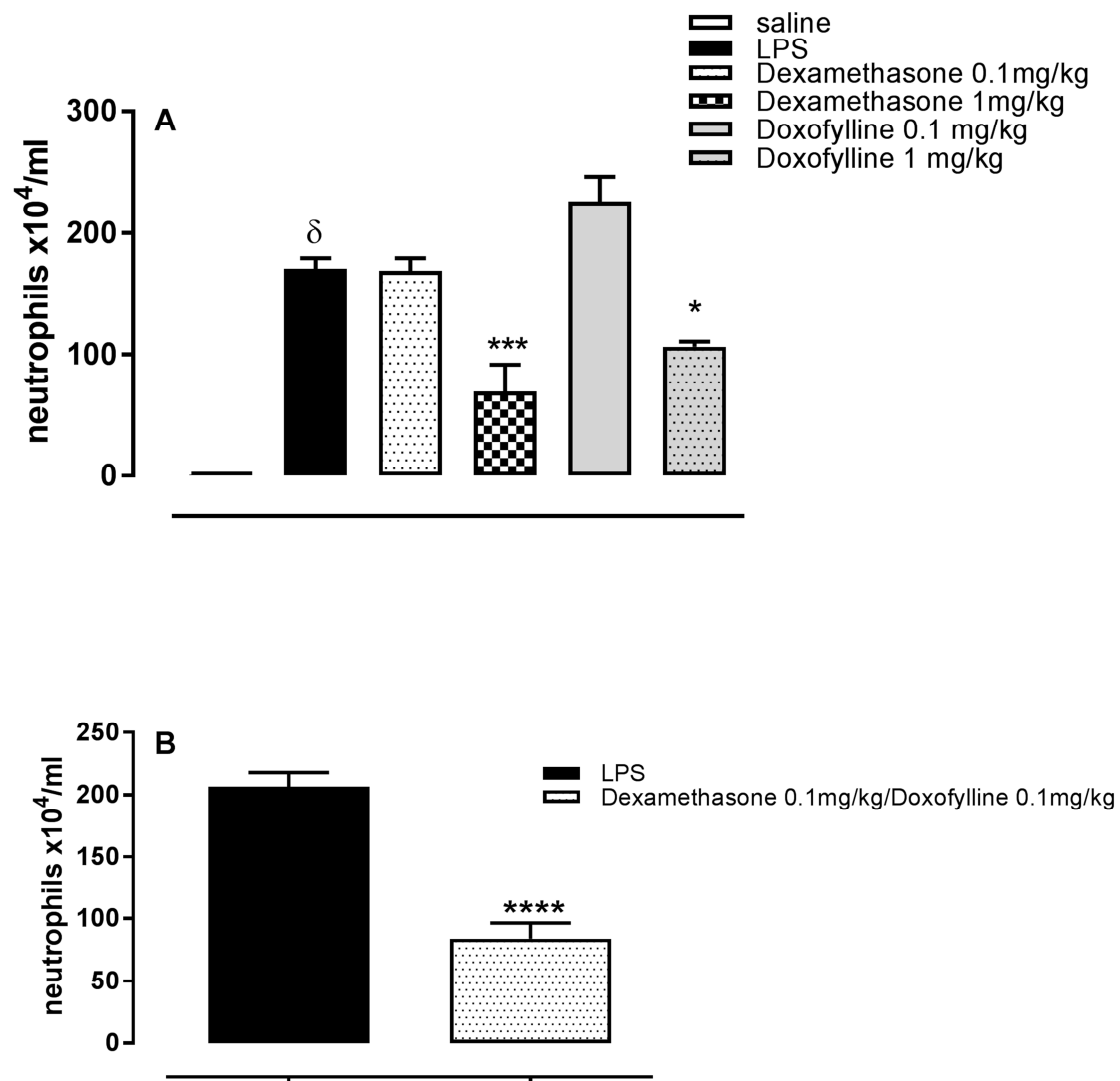 saline
LPS
Dexamethasone 0.1mg/kg
Dexamethasone 1mg/kg
Doxofylline 0.1 mg/kg
Doxofylline 1 mg/kg
A
neutrophils x10⁴/ml
300
200
100
0
δ
***
*
B
neutrophils x10⁴/ml
250
200
150
100
50
0
LPS
Dexamethasone 0.1mg/kg/Doxofylline 0.1mg/kg
****